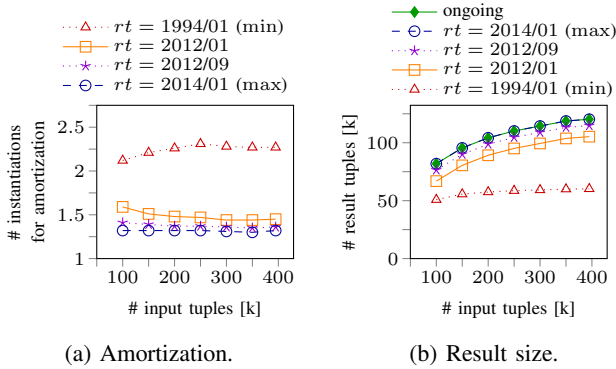 rt = 1994/01 (min)
rt = 2012/01
rt = 2012/09
rt = 2014/01 (max)
2.5
2
1.5
1
# instantiations
for amortization
100
200
300
400
# input tuples [k]
(a) Amortization.
ongoing
rt = 2014/01 (max)
rt = 2012/09
rt = 2012/01
rt = 1994/01 (min)
100
50
0
# result tuples [k]
100
200
300
400
# input tuples [k]
(b) Result size.